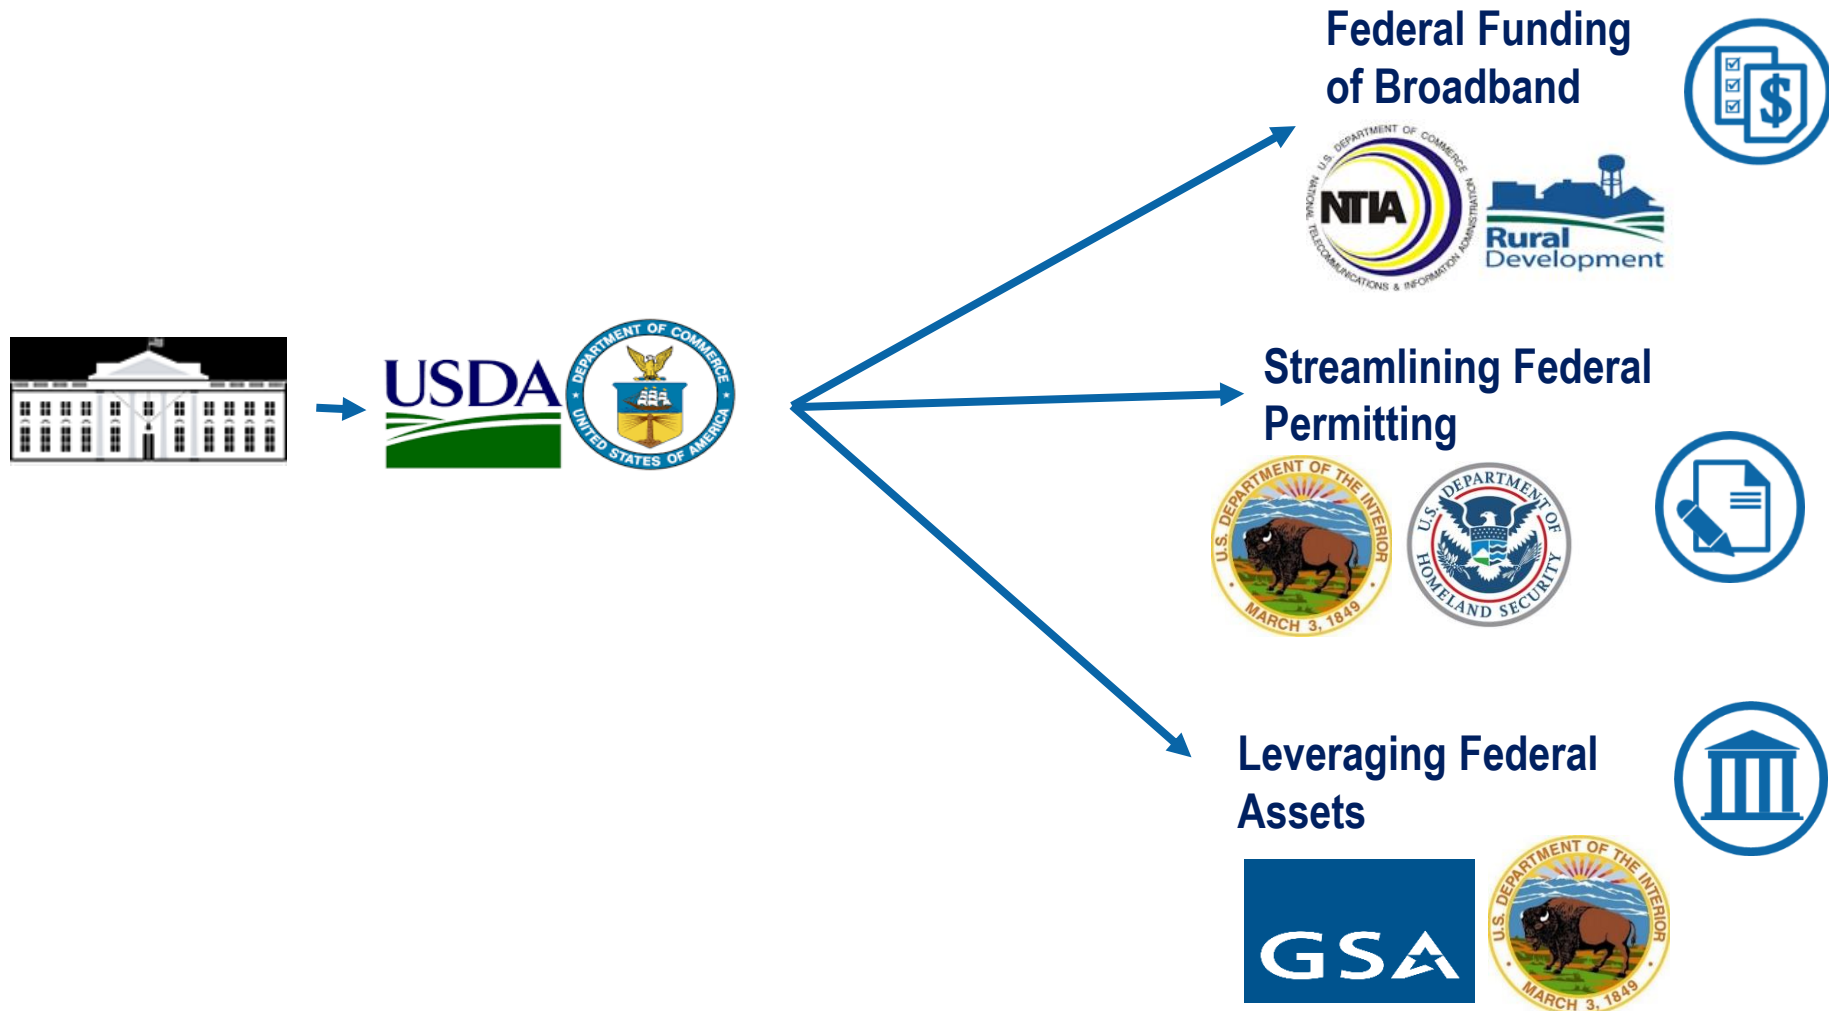 Federal Funding
of Broadband
U.S. DEPARTMENT OF COMMERCE
NATIONAL TELECOMMUNICATIONS & INFORMATION ADMINISTRATION
NTIA
Rural
Development
USDA
DEPARTMENT OF COMMERCE
UNITED STATES OF AMERICA
Streamlining Federal
Permitting
U.S. DEPARTMENT OF THE INTERIOR
MARCH 3, 1849
U.S. DEPARTMENT OF
HOMELAND SECURITY
Leveraging Federal
Assets
GSA
U.S. DEPARTMENT OF THE INTERIOR
MARCH 3, 1849
$